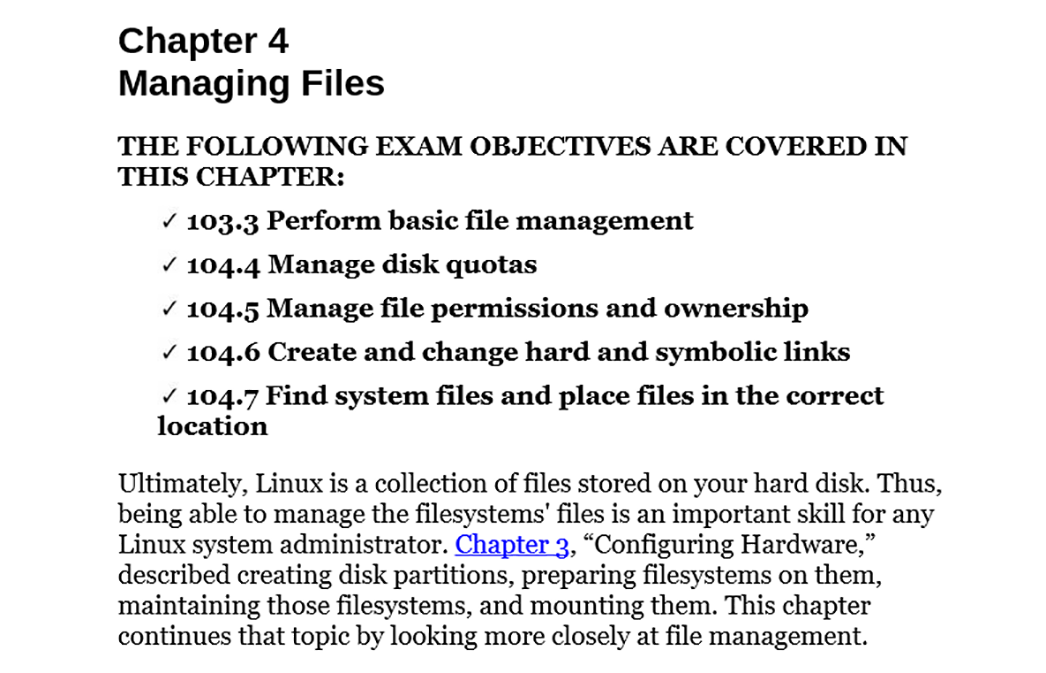 Chapter 4
Managing Files
THE FOLLOWING EXAM OBJECTIVES ARE COVERED IN
THIS CHAPTER:
✓ 103.3 Perform basic file management
✓ 104.4 Manage disk quotas
✓ 104.5 Manage file permissions and ownership
✓ 104.6 Create and change hard and symbolic links
✓ 104.7 Find system files and place files in the correct
location
Ultimately, Linux is a collection of files stored on your hard disk. Thus,
being able to manage the filesystems' files is an important skill for any
Linux system administrator. Chapter 3, “Configuring Hardware,”
described creating disk partitions, preparing filesystems on them,
maintaining those filesystems, and mounting them. This chapter
continues that topic by looking more closely at file management.